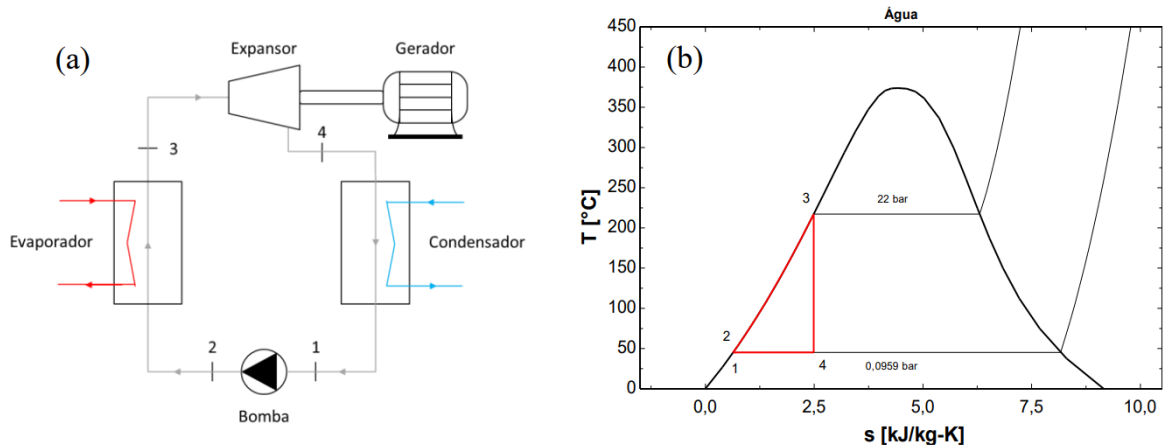 (a)
Expansor
Gerador
3
4
Evaporador
Condensador
2
1
Bomba
Água
(b)
T [°C]
450
400
350
300
250
200
150
100
50
0
3
22 bar
2
1
4
0,0959 bar
0,0
2,5
5,0
7,5
10,0
s [kJ/kg-K]